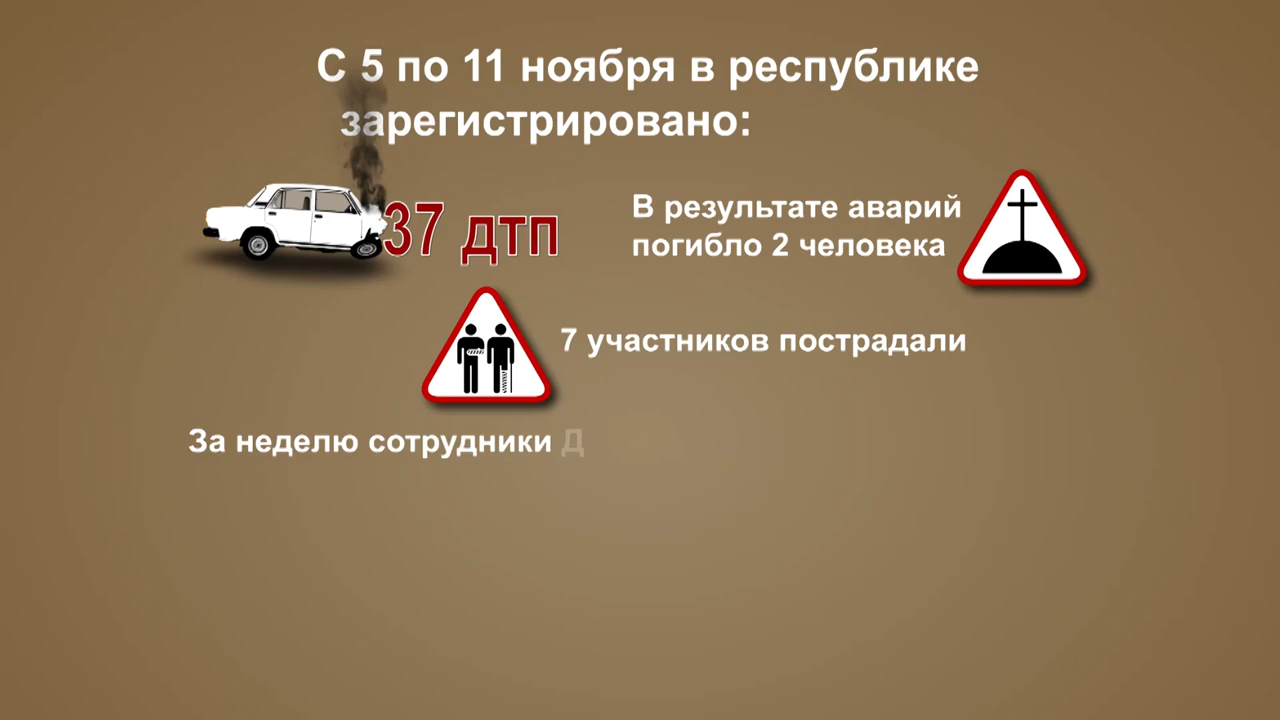 С 5 по 11 ноября в республике
зарегистрировано:
37 дтп
В результате аварий
погибло 2 человека
7 участников пострадали
За неделю сотрудники Д